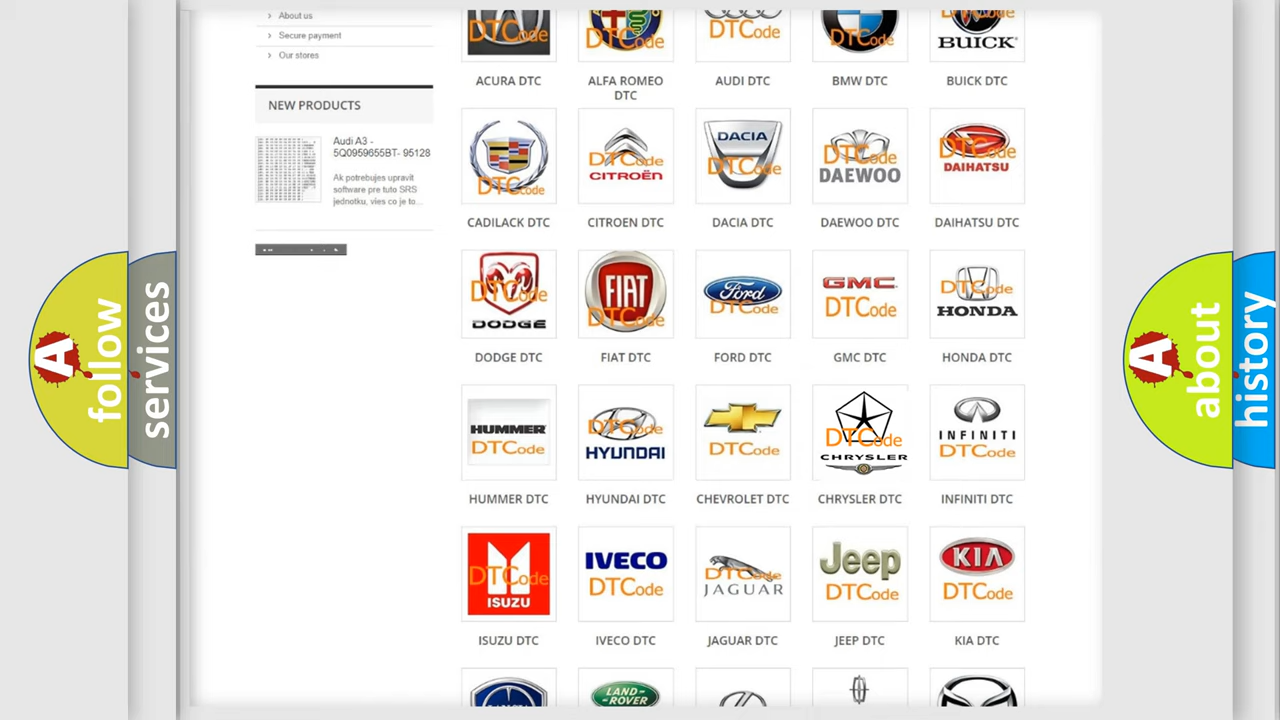 About us
Secure payment
Our stores
NEW PRODUCTS
Audi A3 -
5Q0959655BT- 95128
Ak potrebujes upravit
software pre tuto SRS
jednotku, vies co je to...
DTCode
DTCode
DTCode
DTCode
BUICK
ACURA DTC
ALFA ROMEO
DTC
AUDI DTC
BMW DTC
BUICK DTC
DTCode
DTCode
CITROËN
DACIA
DTCode
DTCode
DAEWOO
DTCode
DAIHATSU
CADILACK DTC
CITROEN DTC
DACIA DTC
DAEWOO DTC
DAIHATSU DTC
DTCode
DODGE
FIAT
DTCode
Ford
DTCode
GMC
DTCode
DTCode
HONDA
DODGE DTC
FIAT DTC
FORD DTC
GMC DTC
HONDA DTC
HUMMER
DTCode
DTCode
HYUNDAI
DTCode
DTCode
CHRYSLER
INFINITI
DTCode
HUMMER DTC
HYUNDAI DTC
CHEVROLET DTC
CHRYSLER DTC
INFINITI DTC
DTCode
ISUZU
IVECO
DTCode
DTCode
JAGUAR
Jeep
DTCode
KIA
DTCode
ISUZU DTC
IVECO DTC
JAGUAR DTC
JEEP DTC
KIA DTC
LAND-
ROVER
A
follow
services
A
about
history